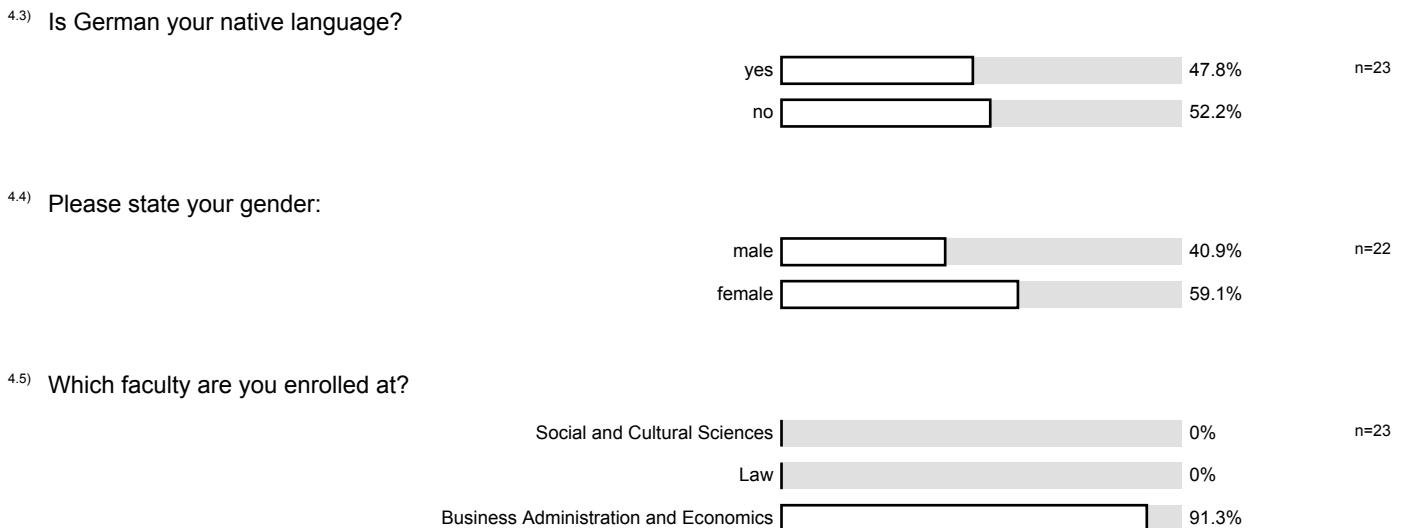 4.3) Is German your native language?
yes 47.8% n=23
no 52.2%
4.4) Please state your gender:
male 40.9% n=22
female 59.1%
4.5) Which faculty are you enrolled at?
Social and Cultural Sciences 0% n=23
Law 0%
Business Administration and Economics 91.3%